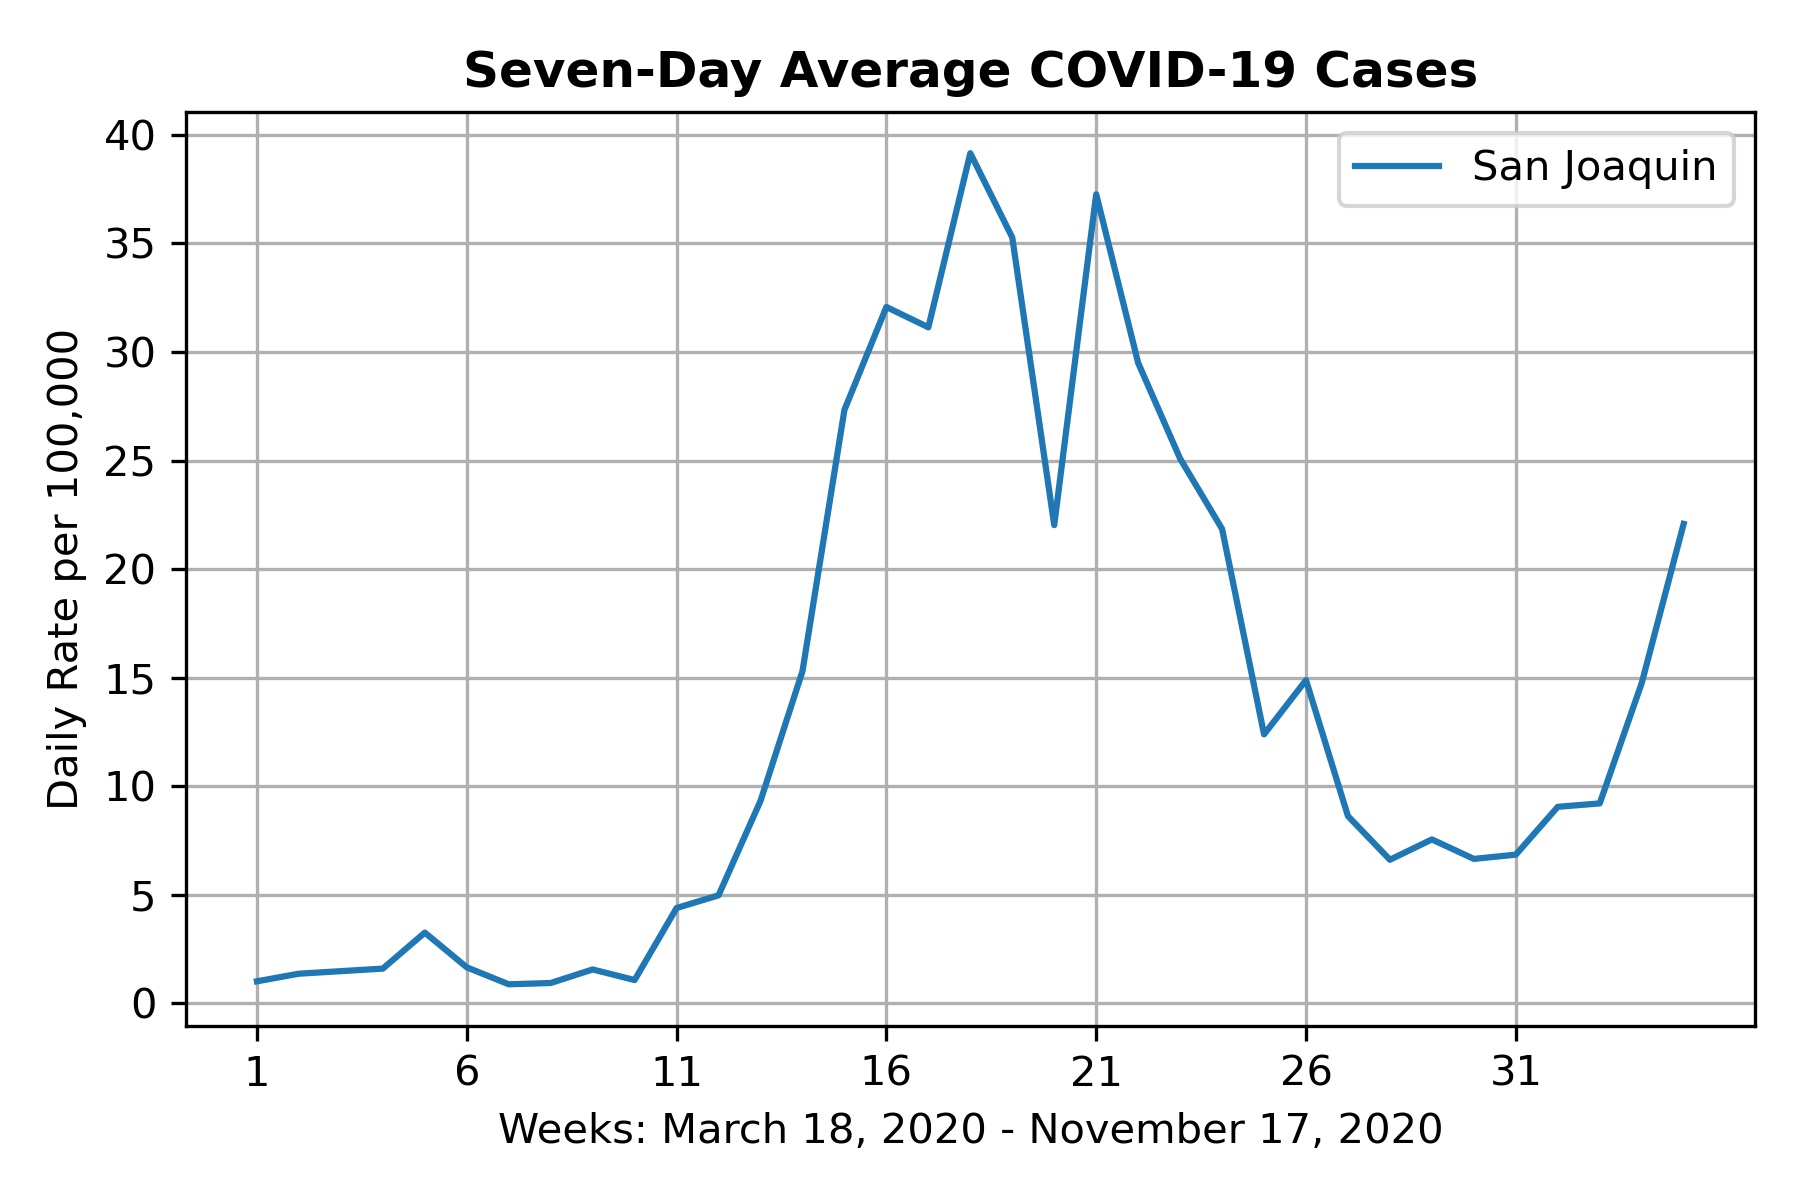 Seven-Day Average COVID-19 Cases
San Joaquin
Daily Rate per 100,000
40
35
30
25
20
15
10
5
0
1 6 11 16 21 26 31
Weeks: March 18, 2020 - November 17, 2020